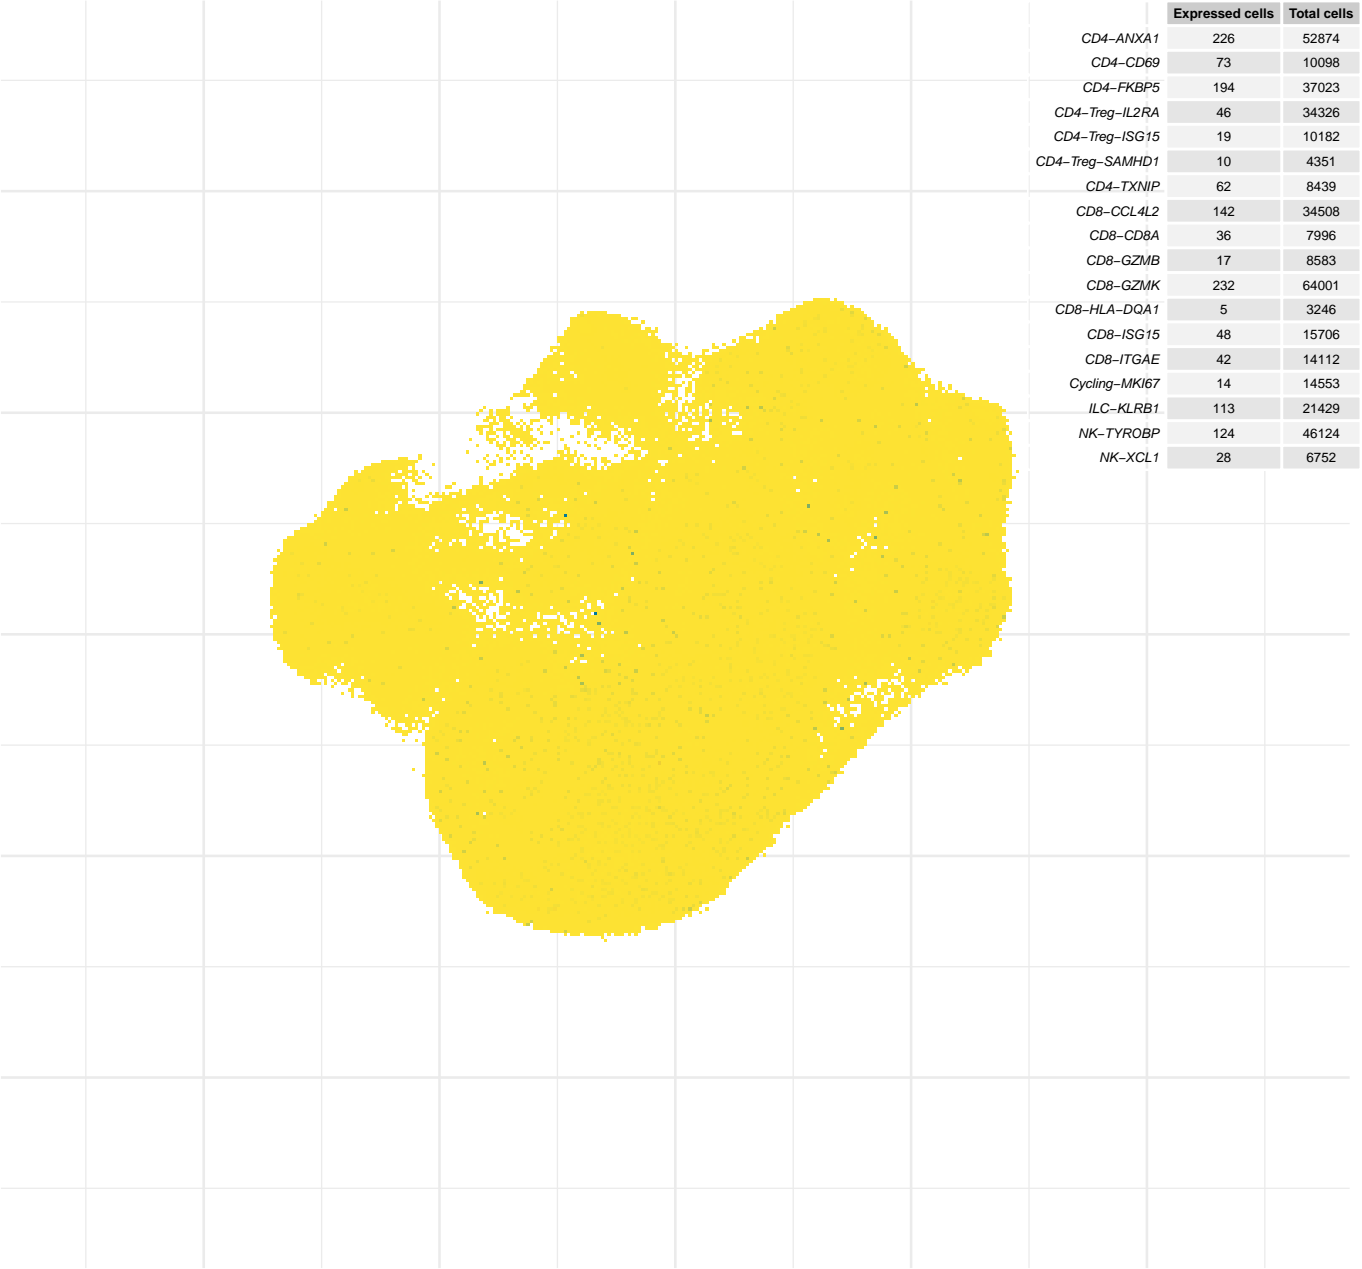 Expressed cells Total cells
CD4−ANXA1 226 52874
CD4−CD69 73 10098
CD4−FKBP5 194 37023
CD4−Treg−IL2RA 46 34326
CD4−Treg−ISG15 19 10182
CD4−Treg−SAMHD1 10 4351
CD4−TXNIP 62 8439
CD8−CCL4L2 142 34508
CD8−CD8A 36 7996
CD8−GZMB 17 8583
CD8−GZMK 232 64001
CD8−HLA−DQA1 5 3246
CD8−ISG15 48 15706
CD8−ITGAE 42 14112
Cycling−MKI67 14 14553
ILC−KLRB1 113 21429
NK−TYROBP 124 46124
NK−XCL1 28 6752